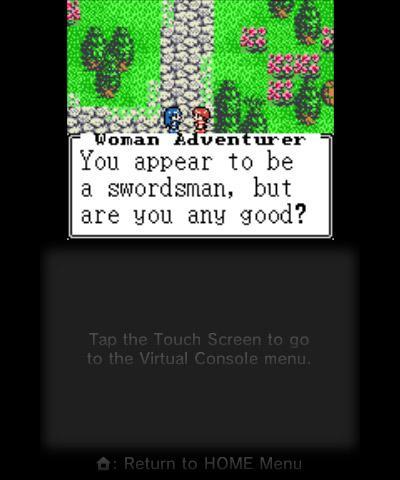 Woman Adventurer
You appear to be
a swordsman, but
are you any good?
Tap the Touch Screen to go
to the Virtual Console menu.
: Return to HOME Menu